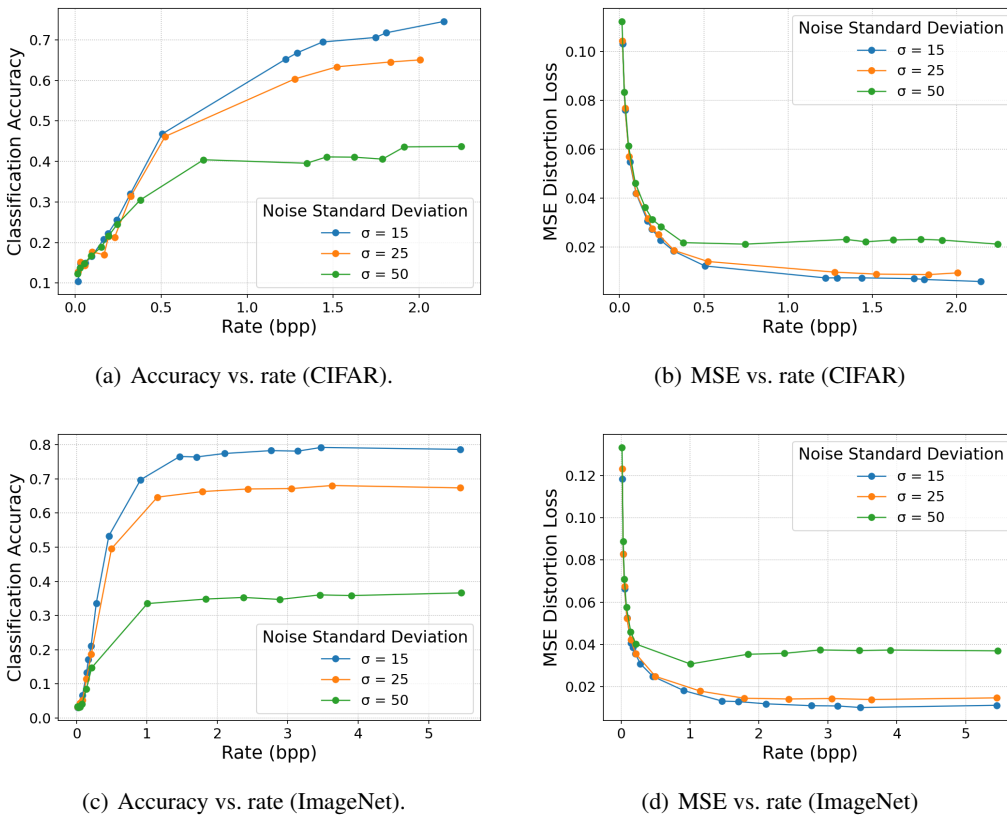 Classification Accuracy
0.7
0.6
0.5
0.4
0.3
0.2
0.1
Noise Standard Deviation
σ = 15
σ = 25
σ = 50
0.0 0.5 1.0 1.5 2.0
Rate (bpp)
(a) Accuracy vs. rate (CIFAR).
MSE Distortion Loss
0.10
0.08
0.06
0.04
0.02
Noise Standard Deviation
σ = 15
σ = 25
σ = 50
0.0 0.5 1.0 1.5 2.0
Rate (bpp)
(b) MSE vs. rate (CIFAR)
Classification Accuracy
0.8
0.7
0.6
0.5
0.4
0.3
0.2
0.1
0.0
Noise Standard Deviation
σ = 15
σ = 25
σ = 50
0 1 2 3 4 5
Rate (bpp)
(c) Accuracy vs. rate (ImageNet).
MSE Distortion Loss
0.12
0.10
0.08
0.06
0.04
0.02
Noise Standard Deviation
σ = 15
σ = 25
σ = 50
0 1 2 3 4 5
Rate (bpp)
(d) MSE vs. rate (ImageNet)